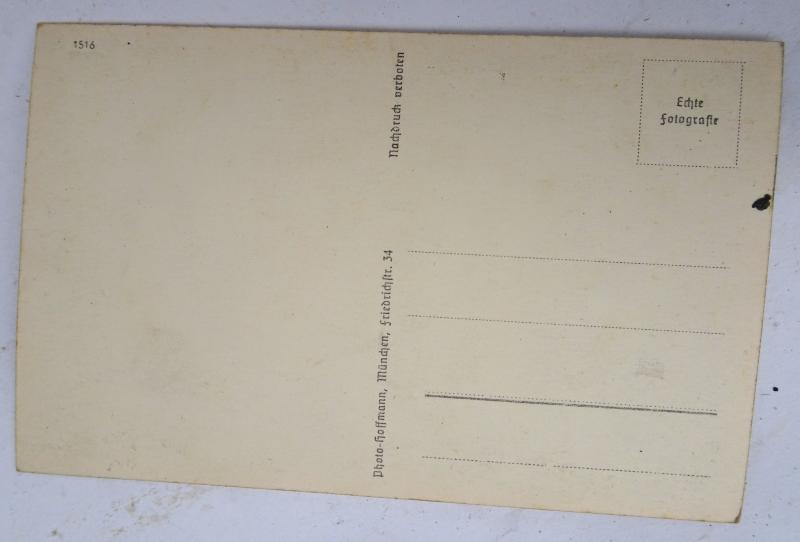 1516
Nachdruck verboten
Photo-Hoffmann, München, Friedrichstr. 34
Echte
Fotografie